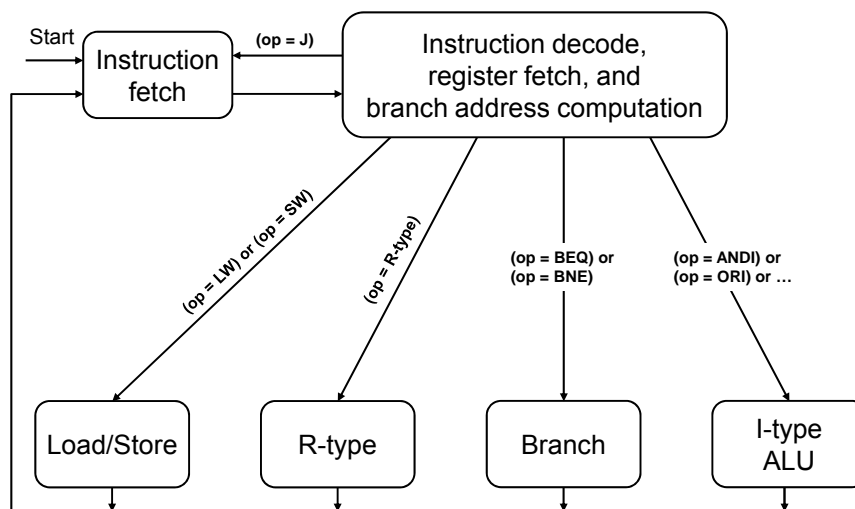 Start
Instruction
fetch
(op = J)
Instruction decode,
register fetch, and
branch address computation
(op = LW) or (op = SW)
(op = R-type)
(op = BEQ) or
(op = BNE)
(op = ANDI) or
(op = ORI) or …
Load/Store
R-type
Branch
I-type
ALU